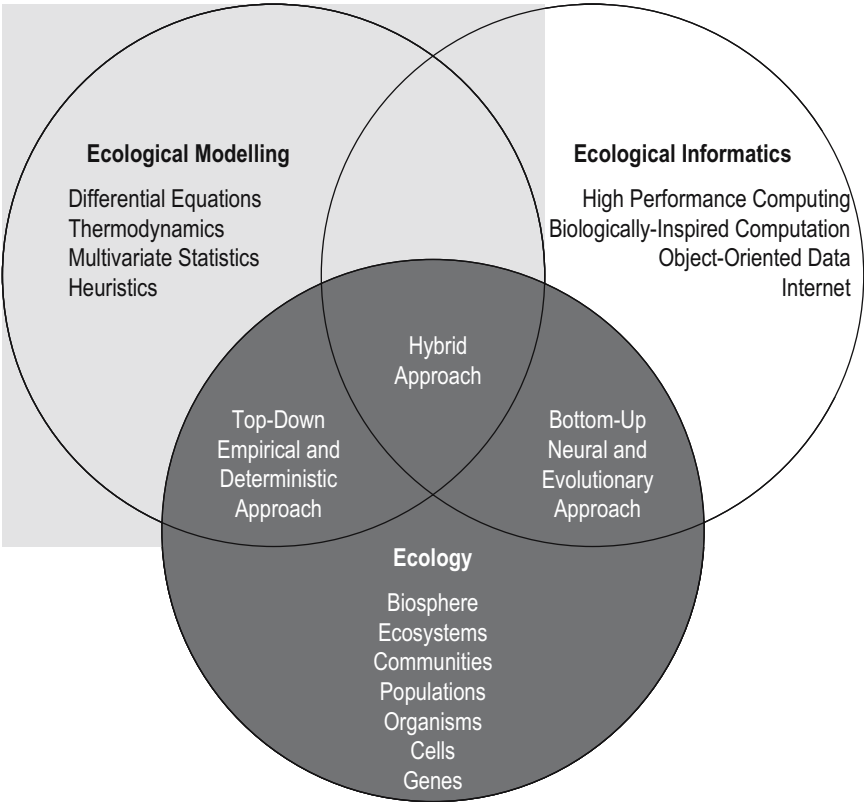 Ecological Modelling
Differential Equations
Thermodynamics
Multivariate Statistics
Heuristics
Ecological Informatics
High Performance Computing
Biologically-Inspired Computation
Object-Oriented Data
Internet
Hybrid
Approach
Top-Down
Empirical and
Deterministic
Approach
Bottom-Up
Neural and
Evolutionary
Approach
Ecology
Biosphere
Ecosystems
Communities
Populations
Organisms
Cells
Genes